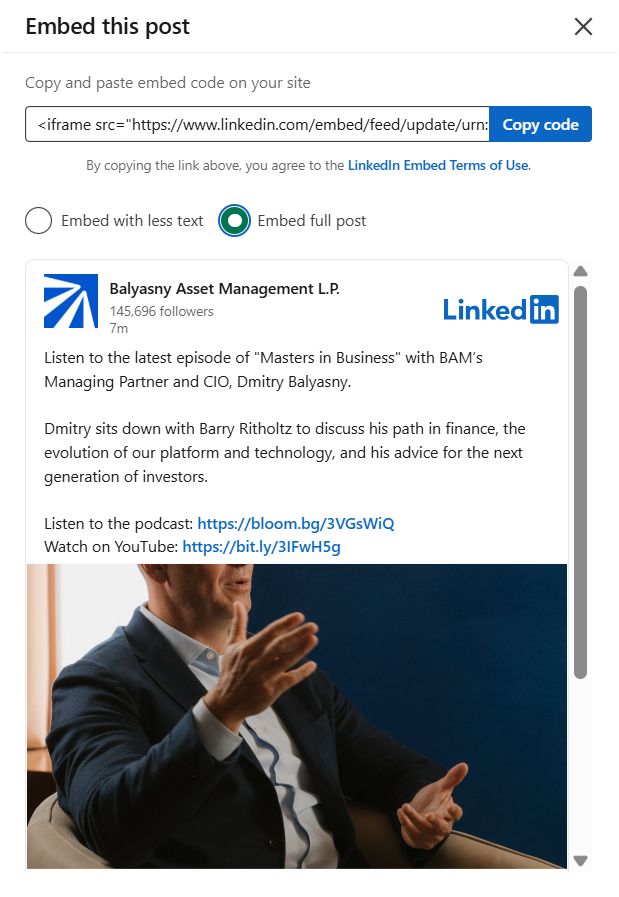 Embed this post
Copy and paste embed code on your site
<iframe src="https://www.linkedin.com/embed/feed/update/urn:
Copy code
By copying the link above, you agree to the LinkedIn Embed Terms of Use.
Embed with less text
Embed full post
Balyasny Asset Management L.P.
145,696 followers
7m
Linked in
Listen to the latest episode of "Masters in Business" with BAM’s
Managing Partner and CIO, Dmitry Balyasny.
Dmitry sits down with Barry Ritholtz to discuss his path in finance, the
evolution of our platform and technology, and his advice for the next
generation of investors.
Listen to the podcast: https://bloom.bg/3VGsWiQ
Watch on YouTube: https://bit.ly/3IFwH5g